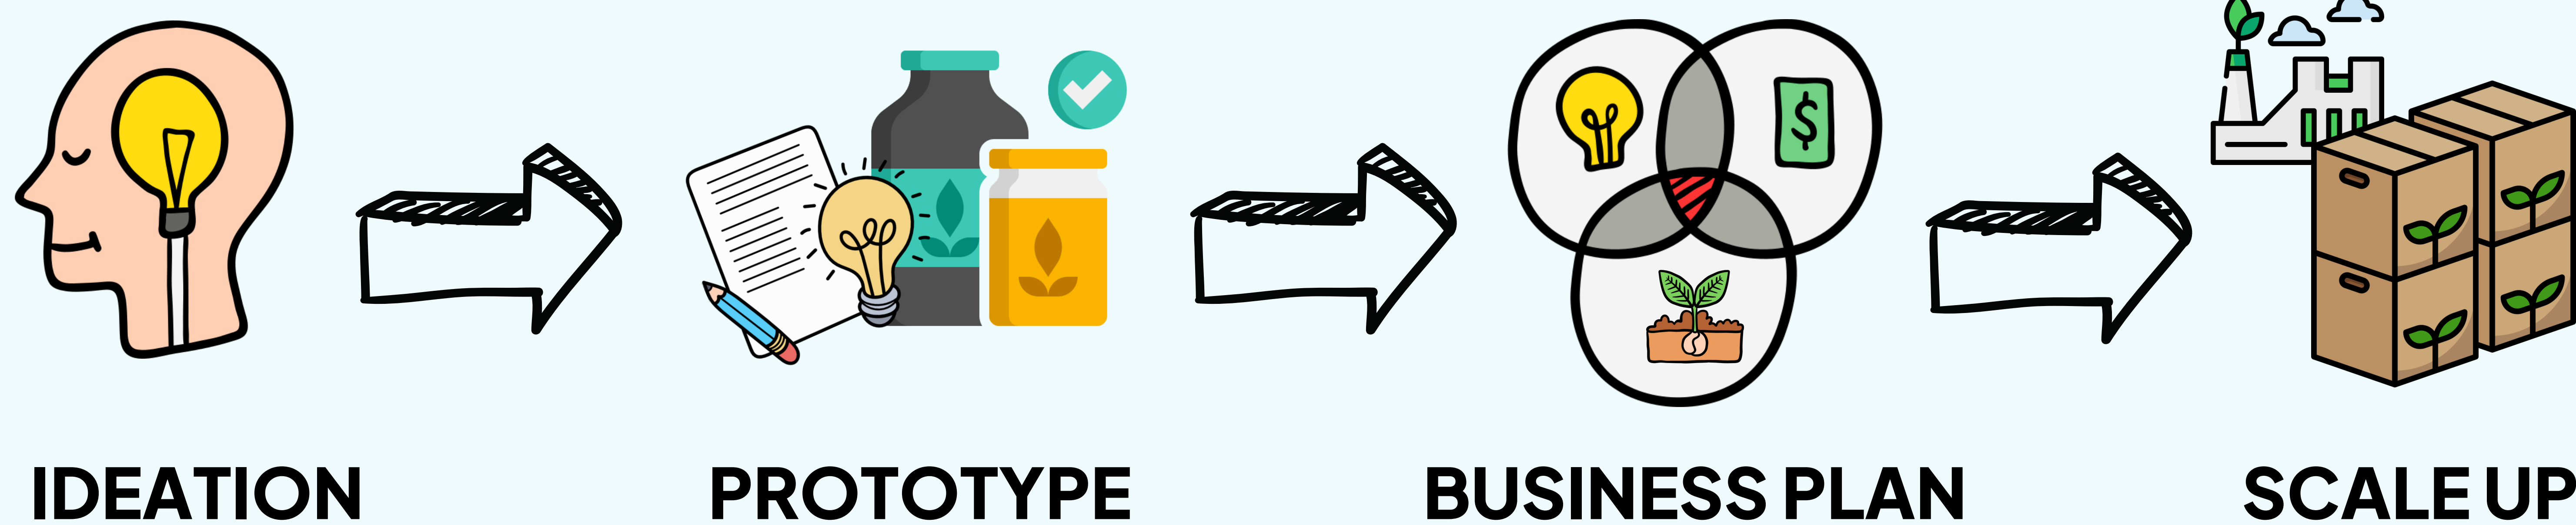 IDEATION
PROTOTYPE
BUSINESS PLAN
SCALE UP
$